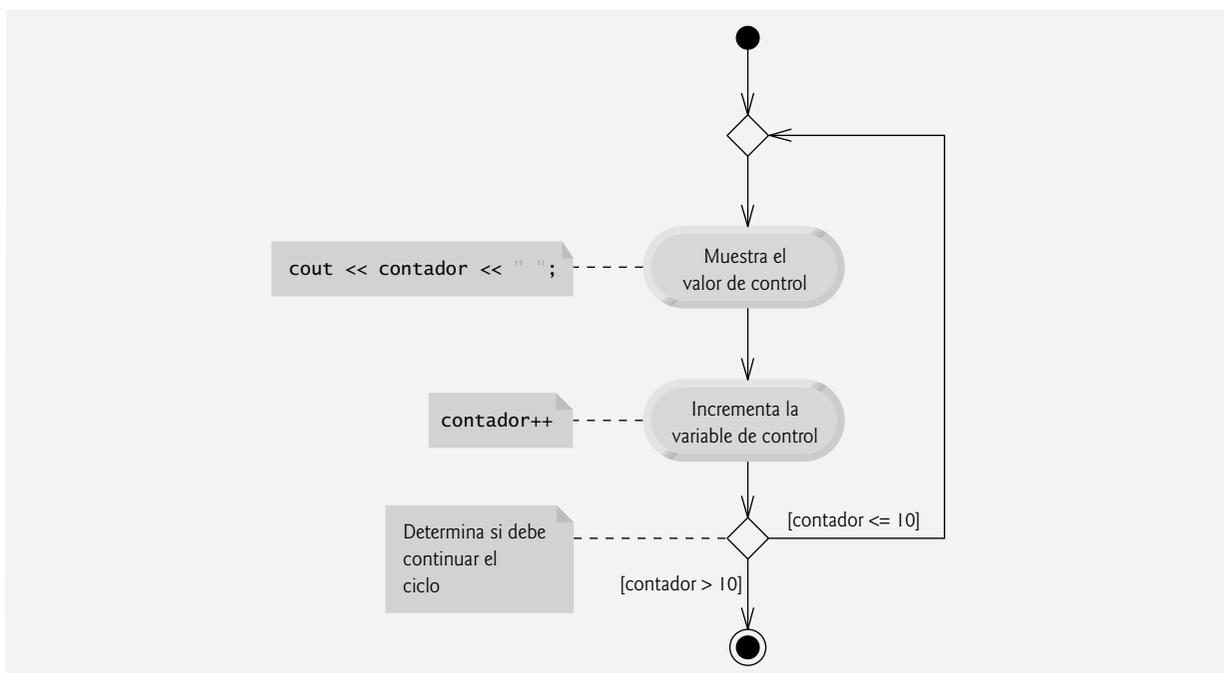 cout << contador << " ";
Muestra el
valor de control
contador++
Incrementa la
variable de control
Determina si debe
continuar el
ciclo
[contador <= 10]
[contador > 10]